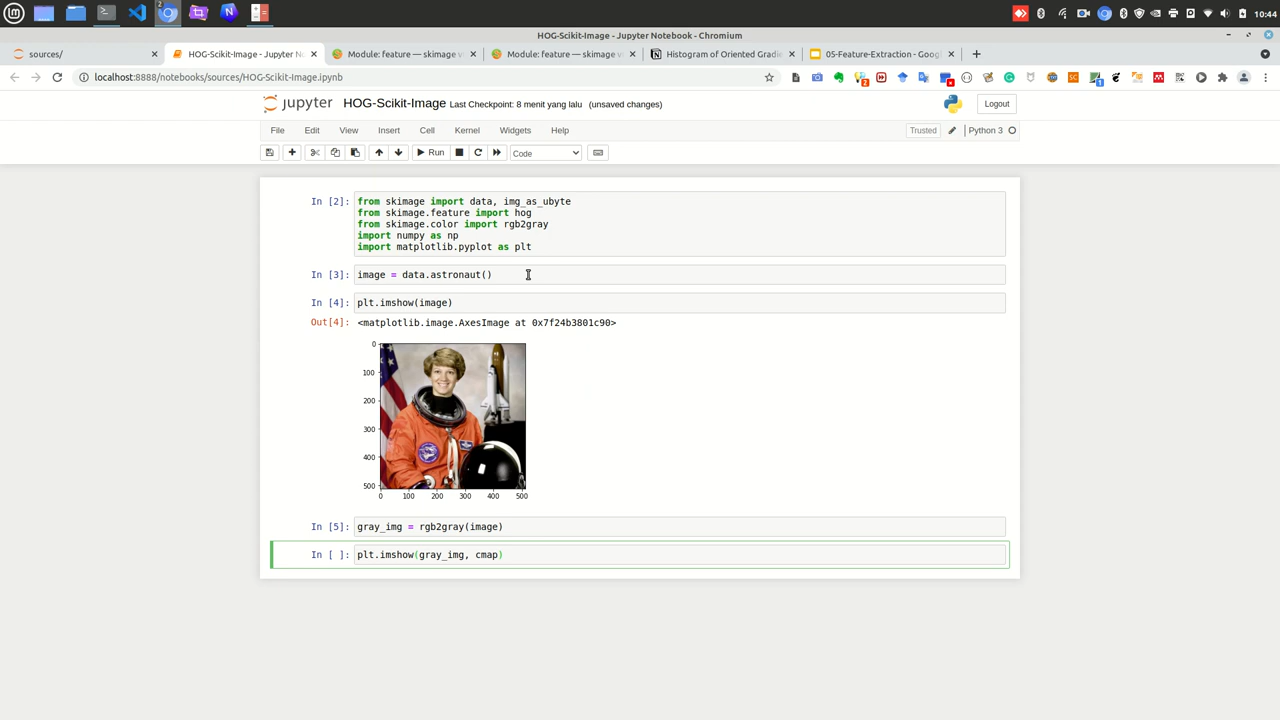 10:44
HOG-Scikit-Image - Jupyter Notebook - Chromium
sources/
HOG-Scikit-Image - Jupyter No
Module: feature — skimage v
Module: feature — skimage v
Histogram of Oriented Gradie
05-Feature-Extraction - Goog
localhost:8888/notebooks/sources/HOG-Scikit-Image.ipynb
jupyter HOG-Scikit-Image Last Checkpoint: 8 menit yang lalu (unsaved changes)
Logout
File Edit View Insert Cell Kernel Widgets Help
Trusted Python 3
Run Code
In [2]: from skimage import data, img_as_ubyte
from skimage.feature import hog
from skimage.color import rgb2gray
import numpy as np
import matplotlib.pyplot as plt
In [3]: image = data.astronaut()
In [4]: plt.imshow(image)
Out[4]: <matplotlib.image.AxesImage at 0x7f24b3801c90>
0
100
200
300
400
500
0 100 200 300 400 500
In [5]: gray_img = rgb2gray(image)
In [ ]: plt.imshow(gray_img, cmap)